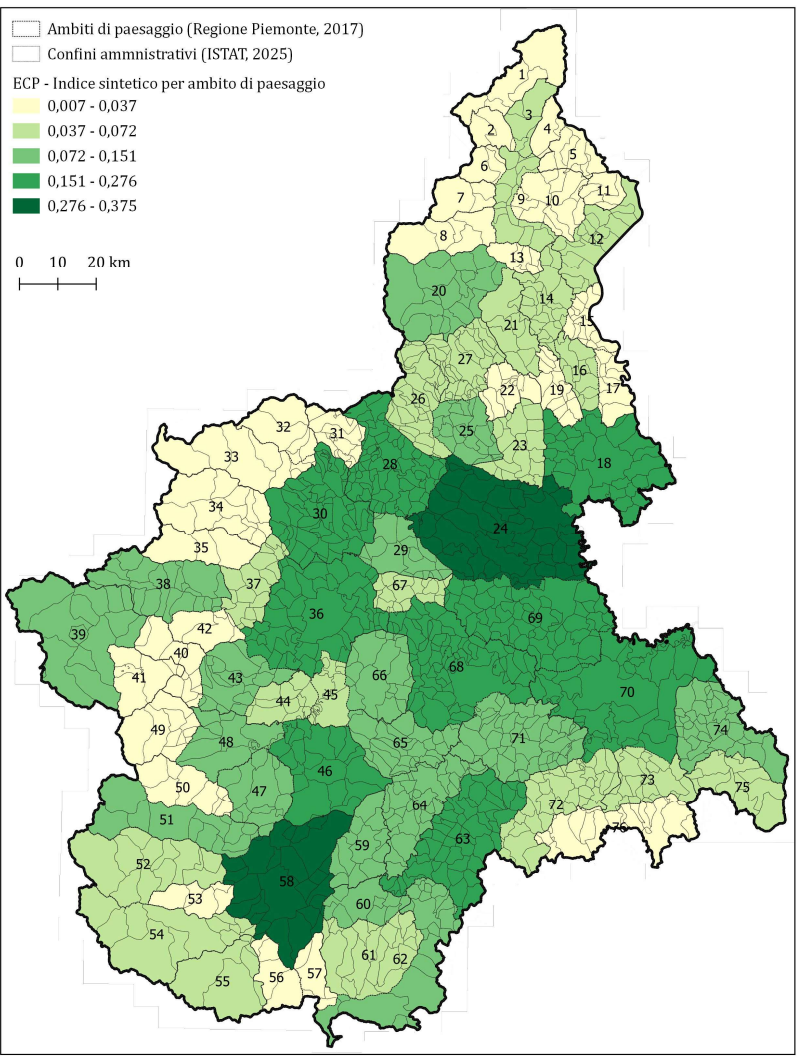 Ambiti di paesaggio (Regione Piemonte, 2017)
Confini ammnistrativi (ISTAT, 2025)
ECP - Indice sintetico per ambito di paesaggio
0,007 - 0,037
0,037 - 0,072
0,072 - 0,151
0,151 - 0,276
0,276 - 0,375
0 10 20 km
1
3
2 4
5
6
7 9 10 11
8 12
13
20 14
21 15
27 16
22 19 17
26
25 23
32 31
33 28 18
34 30 24
35 29
38 37 67
39 42 36 69
40 68
41 43 44 45 66 70
49 48 65 71 74
50 47 46 73 75
51 64 72
59 63 76
52 58
53 60
54 61 62
55 56 57